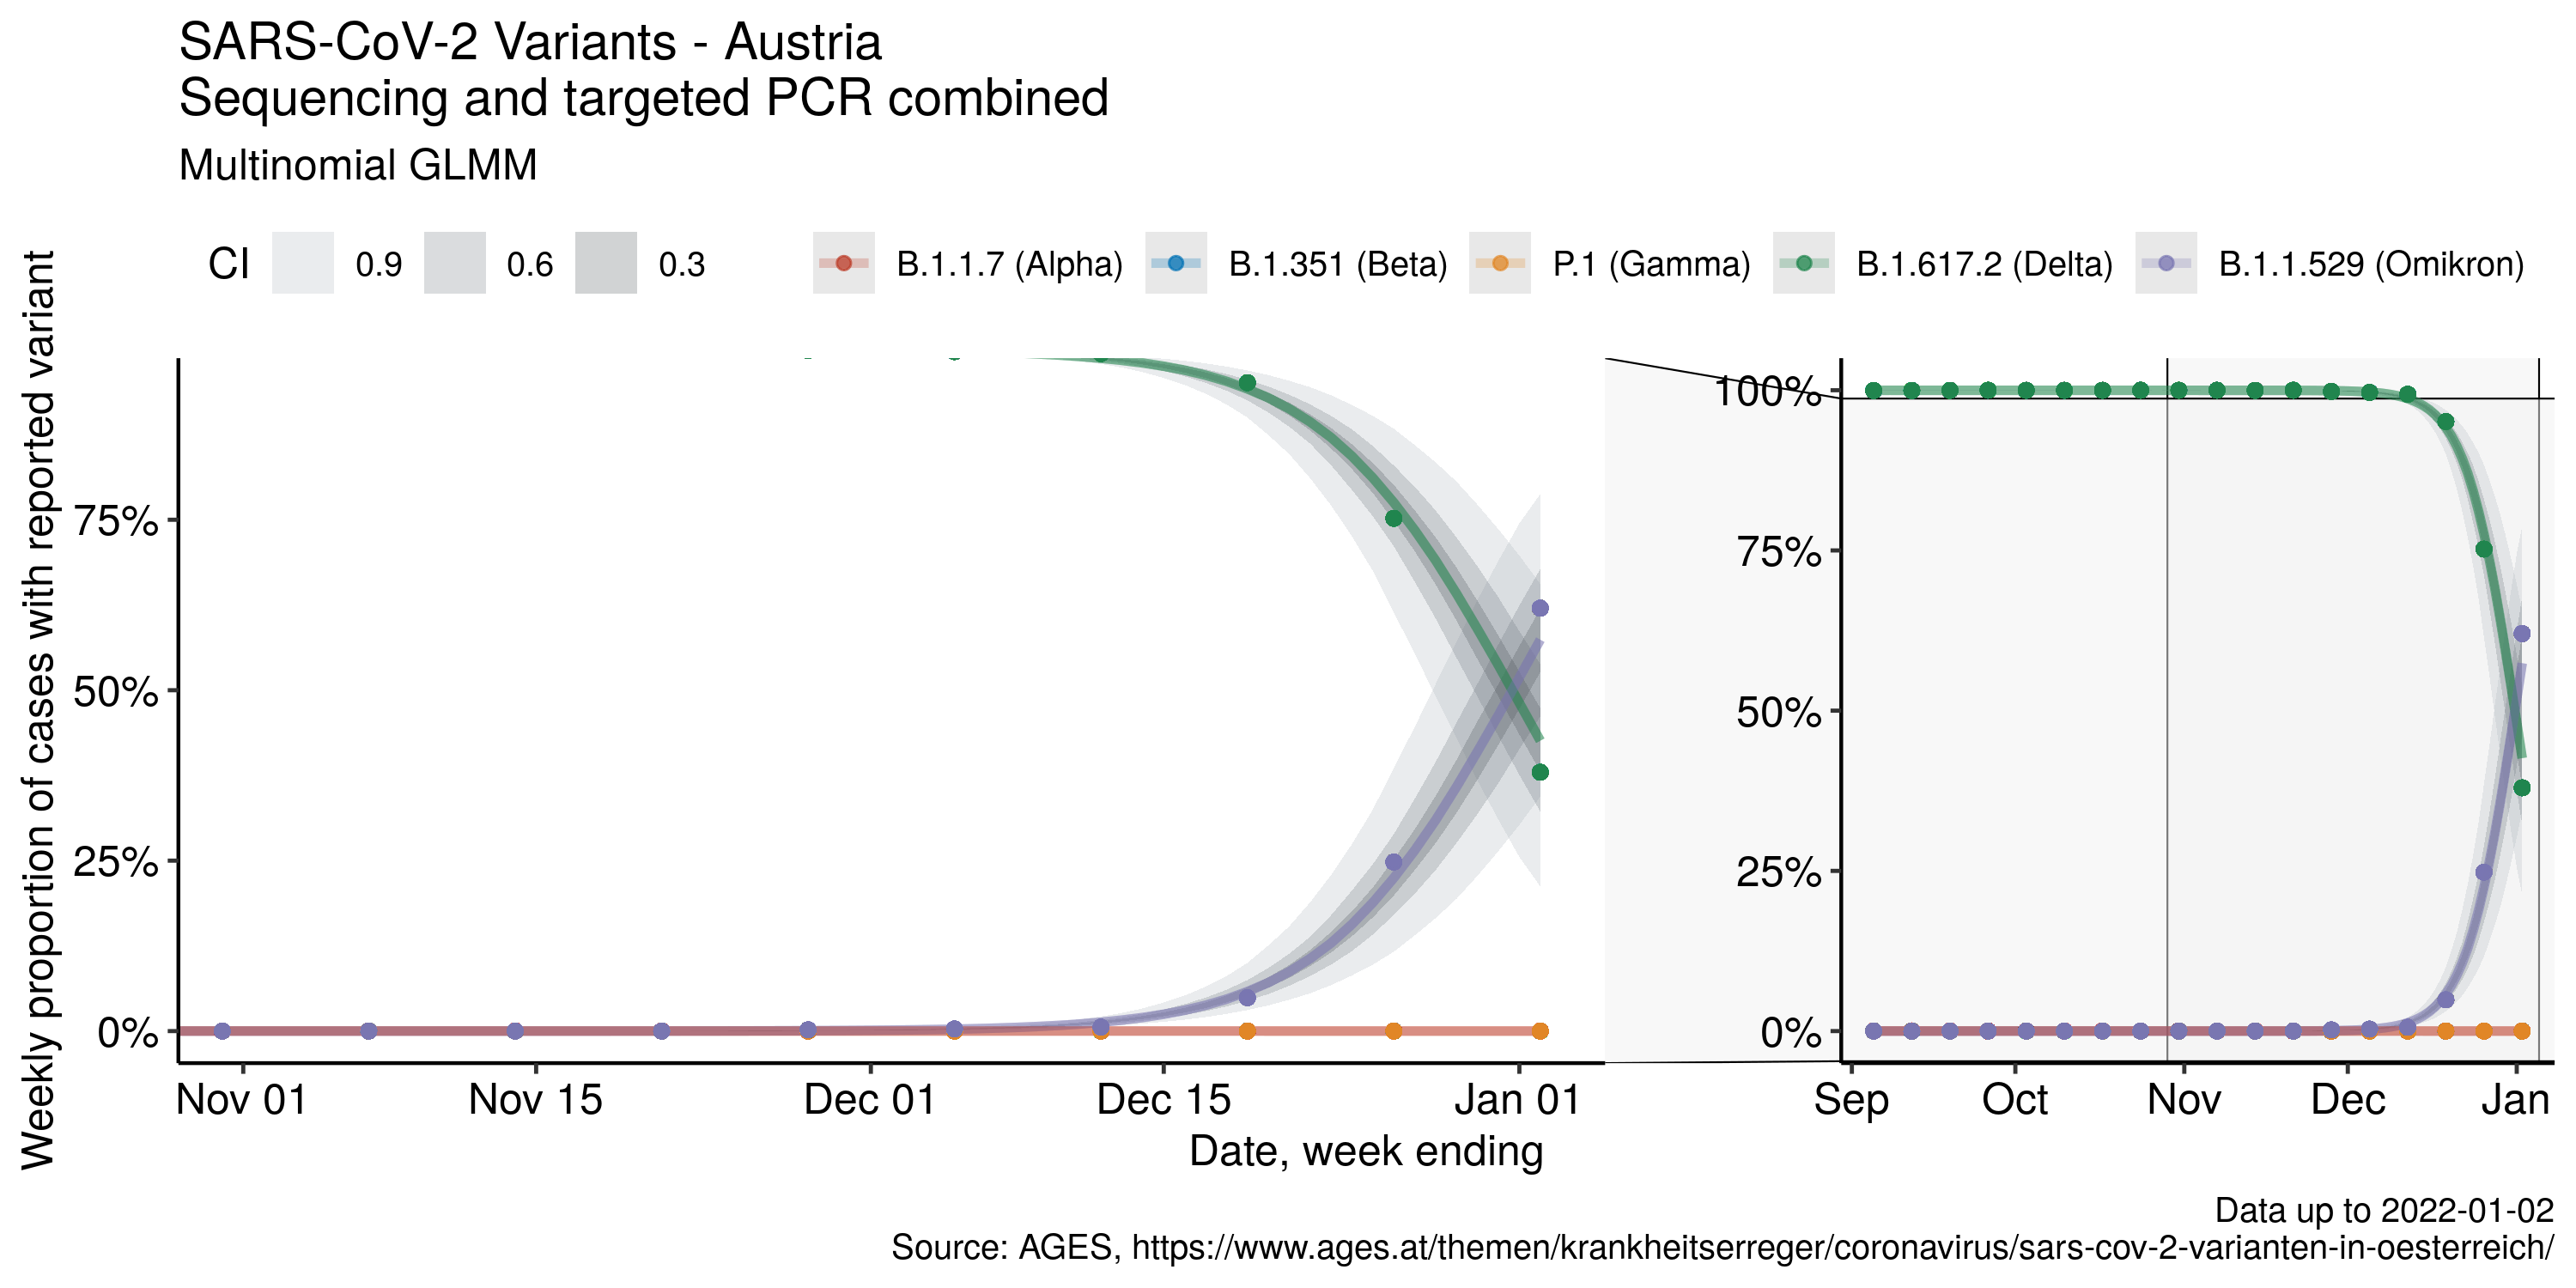 SARS-CoV-2 Variants - Austria
Sequencing and targeted PCR combined
Multinomial GLMM
CI 0.9 0.6 0.3 B.1.1.7 (Alpha) B.1.351 (Beta) P.1 (Gamma) B.1.617.2 (Delta) B.1.1.529 (Omikron)
Weekly proportion of cases with reported variant
75%
50%
25%
0%
Nov 01 Nov 15 Dec 01 Dec 15 Jan 01
100%
75%
50%
25%
0%
Sep Oct Nov Dec Jan
Date, week ending
Data up to 2022-01-02
Source: AGES, https://www.ages.at/themen/krankheitserreger/coronavirus/sars-cov-2-varianten-in-oesterreich/